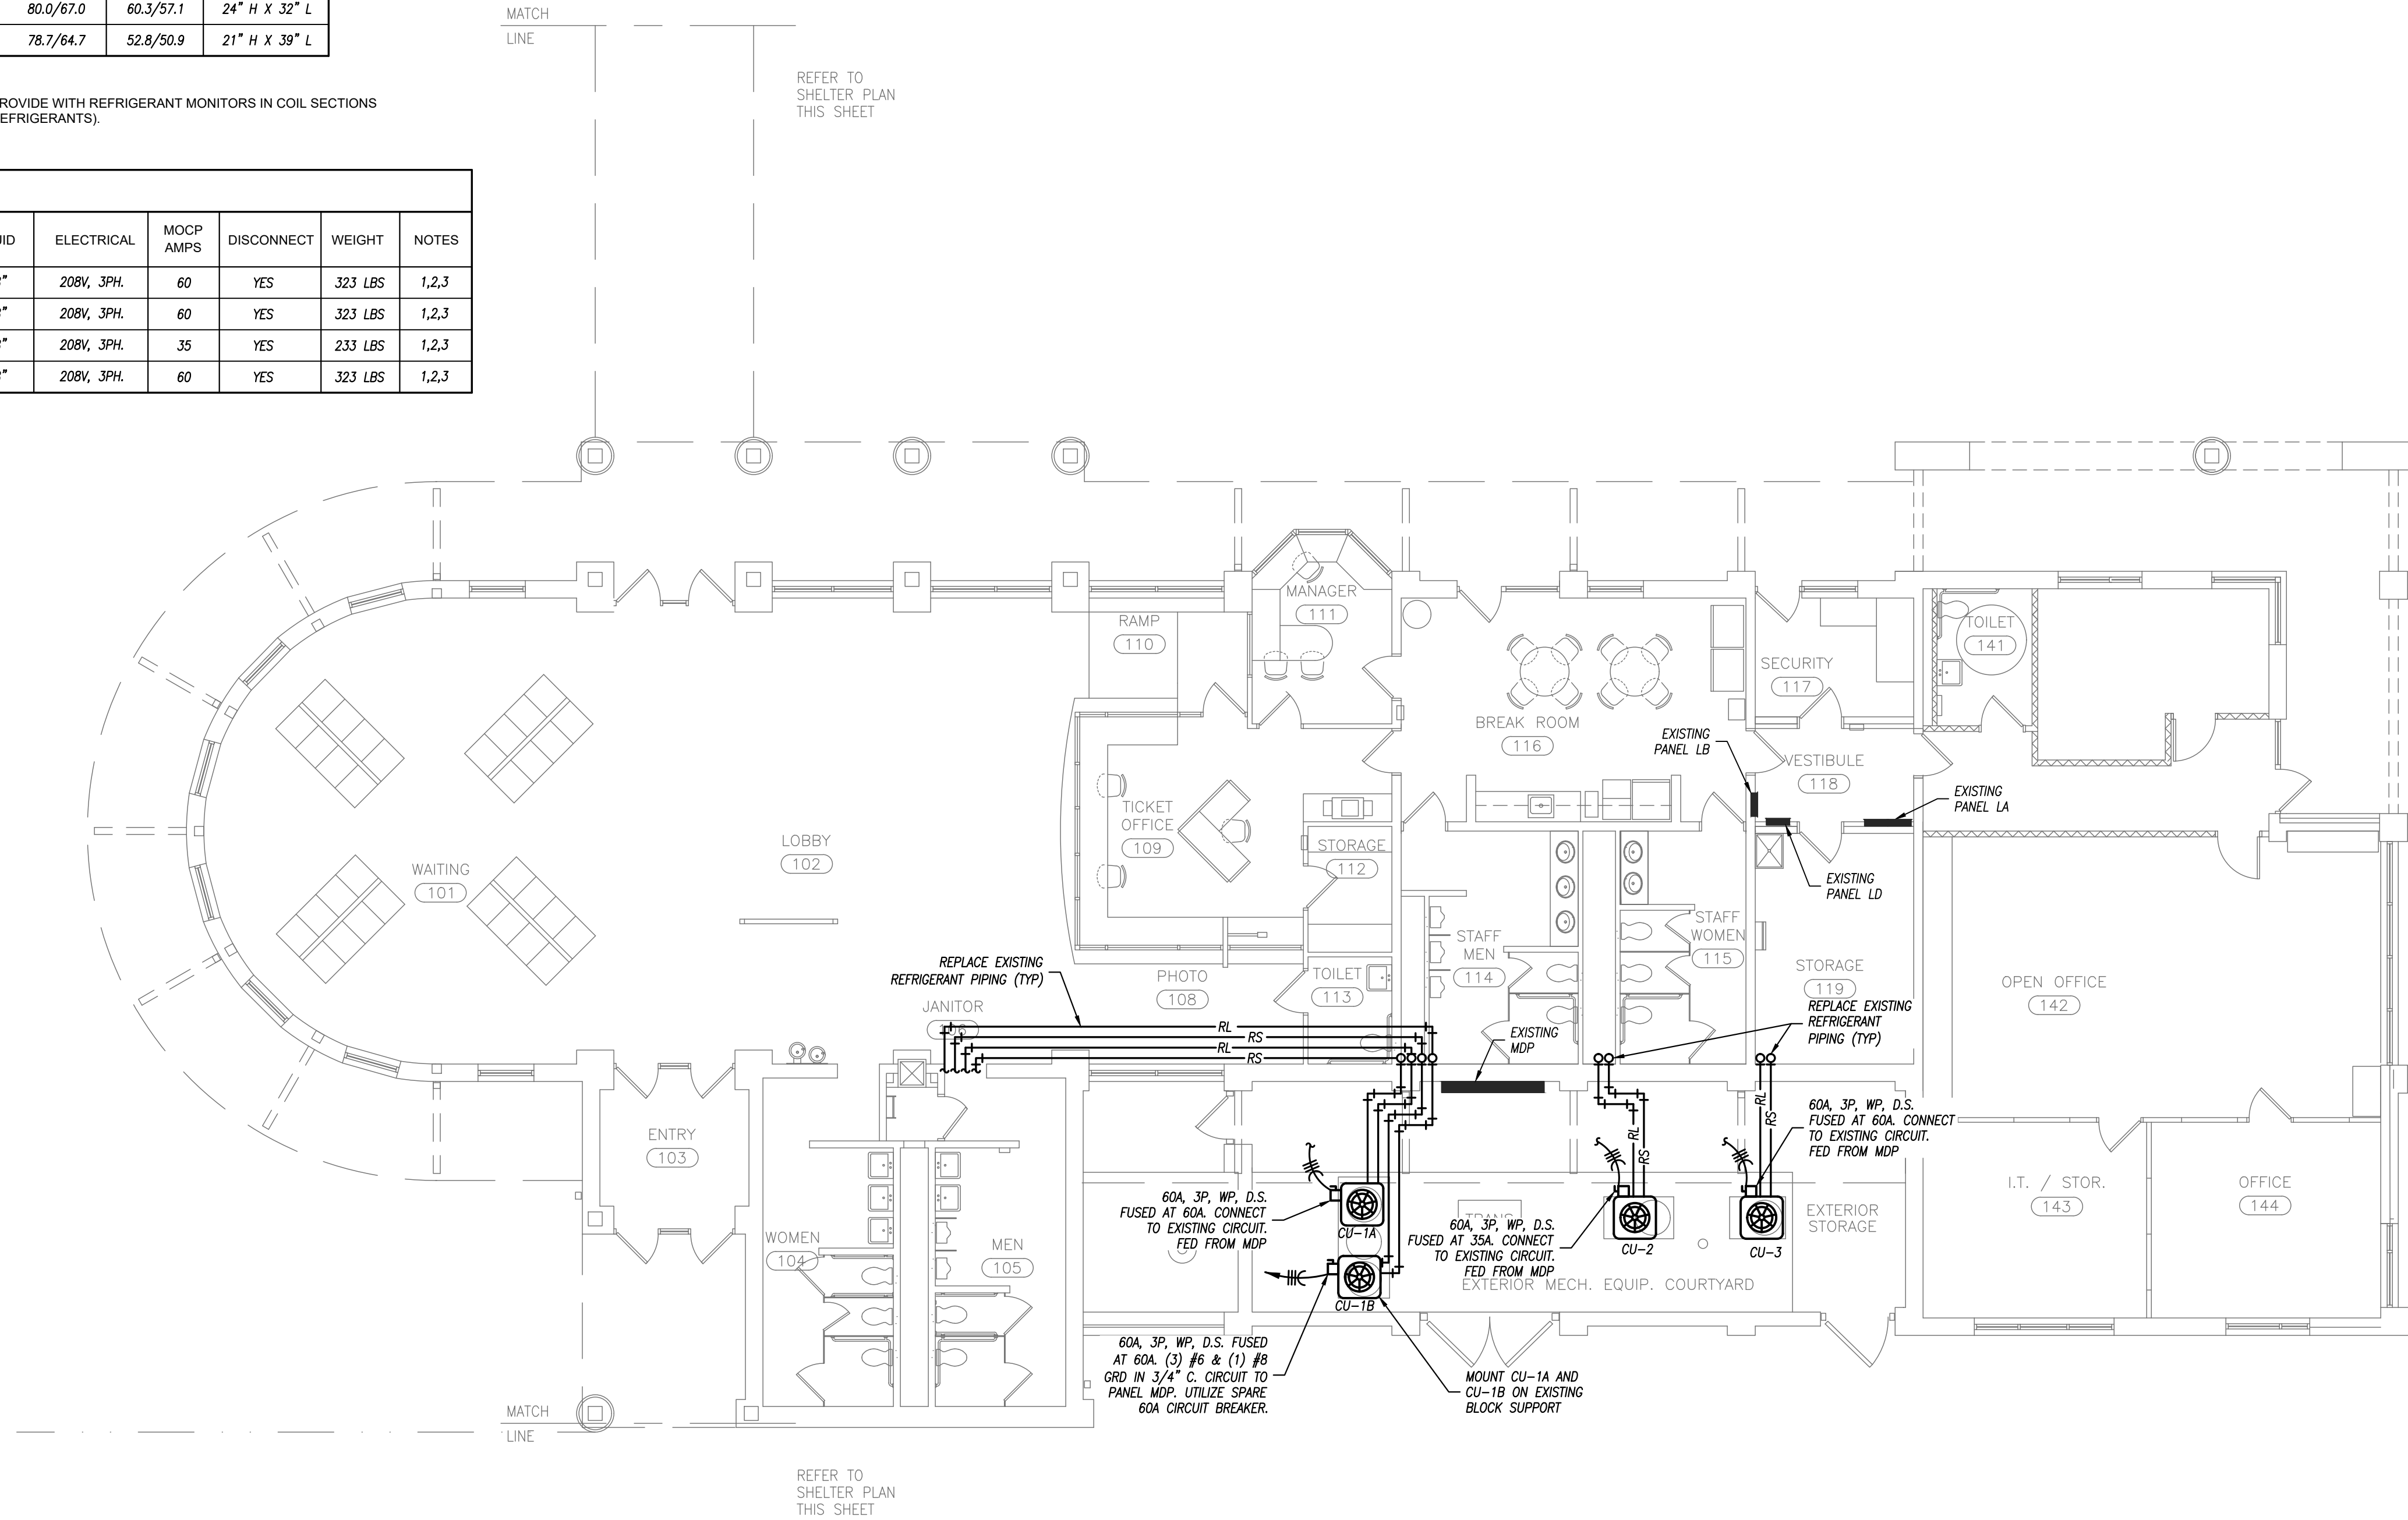 80.0/67.0 60.3/57.1 24" H X 32" L
78.7/64.7 52.8/50.9 21" H X 39" L
ROVIDE WITH REFRIGERANT MONITORS IN COIL SECTIONS
EFRIGERANTS).
UID ELECTRICAL MOCP AMPS DISCONNECT WEIGHT NOTES
" 208V, 3PH. 60 YES 323 LBS 1,2,3
" 208V, 3PH. 60 YES 323 LBS 1,2,3
" 208V, 3PH. 35 YES 233 LBS 1,2,3
" 208V, 3PH. 60 YES 323 LBS 1,2,3
MATCH
LINE
REFER TO
SHELTER PLAN
THIS SHEET
MANAGER
111
RAMP
110
TOILET
141
SECURITY
117
BREAK ROOM
116
EXISTING
PANEL LB
VESTIBULE
118
EXISTING
PANEL LA
TICKET
OFFICE
109
LOBBY
102
STORAGE
112
WAITING
101
EXISTING
PANEL LD
STAFF
WOMEN
115
STAFF
MEN
114
REPLACE EXISTING
REFRIGERANT PIPING (TYP)
PHOTO
108
TOILET
113
STORAGE
119
OPEN OFFICE
142
JANITOR
106
REPLACE EXISTING
REFRIGERANT
PIPING (TYP)
RL
RS
RL
RS
EXISTING
MDP
RL
RS
RL
RS
60A, 3P, WP, D.S.
FUSED AT 60A. CONNECT
TO EXISTING CIRCUIT.
FED FROM MDP
ENTRY
103
60A, 3P, WP, D.S.
FUSED AT 60A. CONNECT
TO EXISTING CIRCUIT.
FED FROM MDP
CU-1A
TRANS
60A, 3P, WP, D.S.
FUSED AT 35A. CONNECT
TO EXISTING CIRCUIT.
FED FROM MDP
CU-2
CU-3
EXTERIOR
STORAGE
I.T. / STOR.
143
OFFICE
144
WOMEN
104
MEN
105
EXTERIOR MECH. EQUIP. COURTYARD
CU-1B
60A, 3P, WP, D.S. FUSED
AT 60A. (3) #6 & (1) #8
GRD IN 3/4" C. CIRCUIT TO
PANEL MDP. UTILIZE SPARE
60A CIRCUIT BREAKER.
MOUNT CU-1A AND
CU-1B ON EXISTING
BLOCK SUPPORT
MATCH
LINE
REFER TO
SHELTER PLAN
THIS SHEET